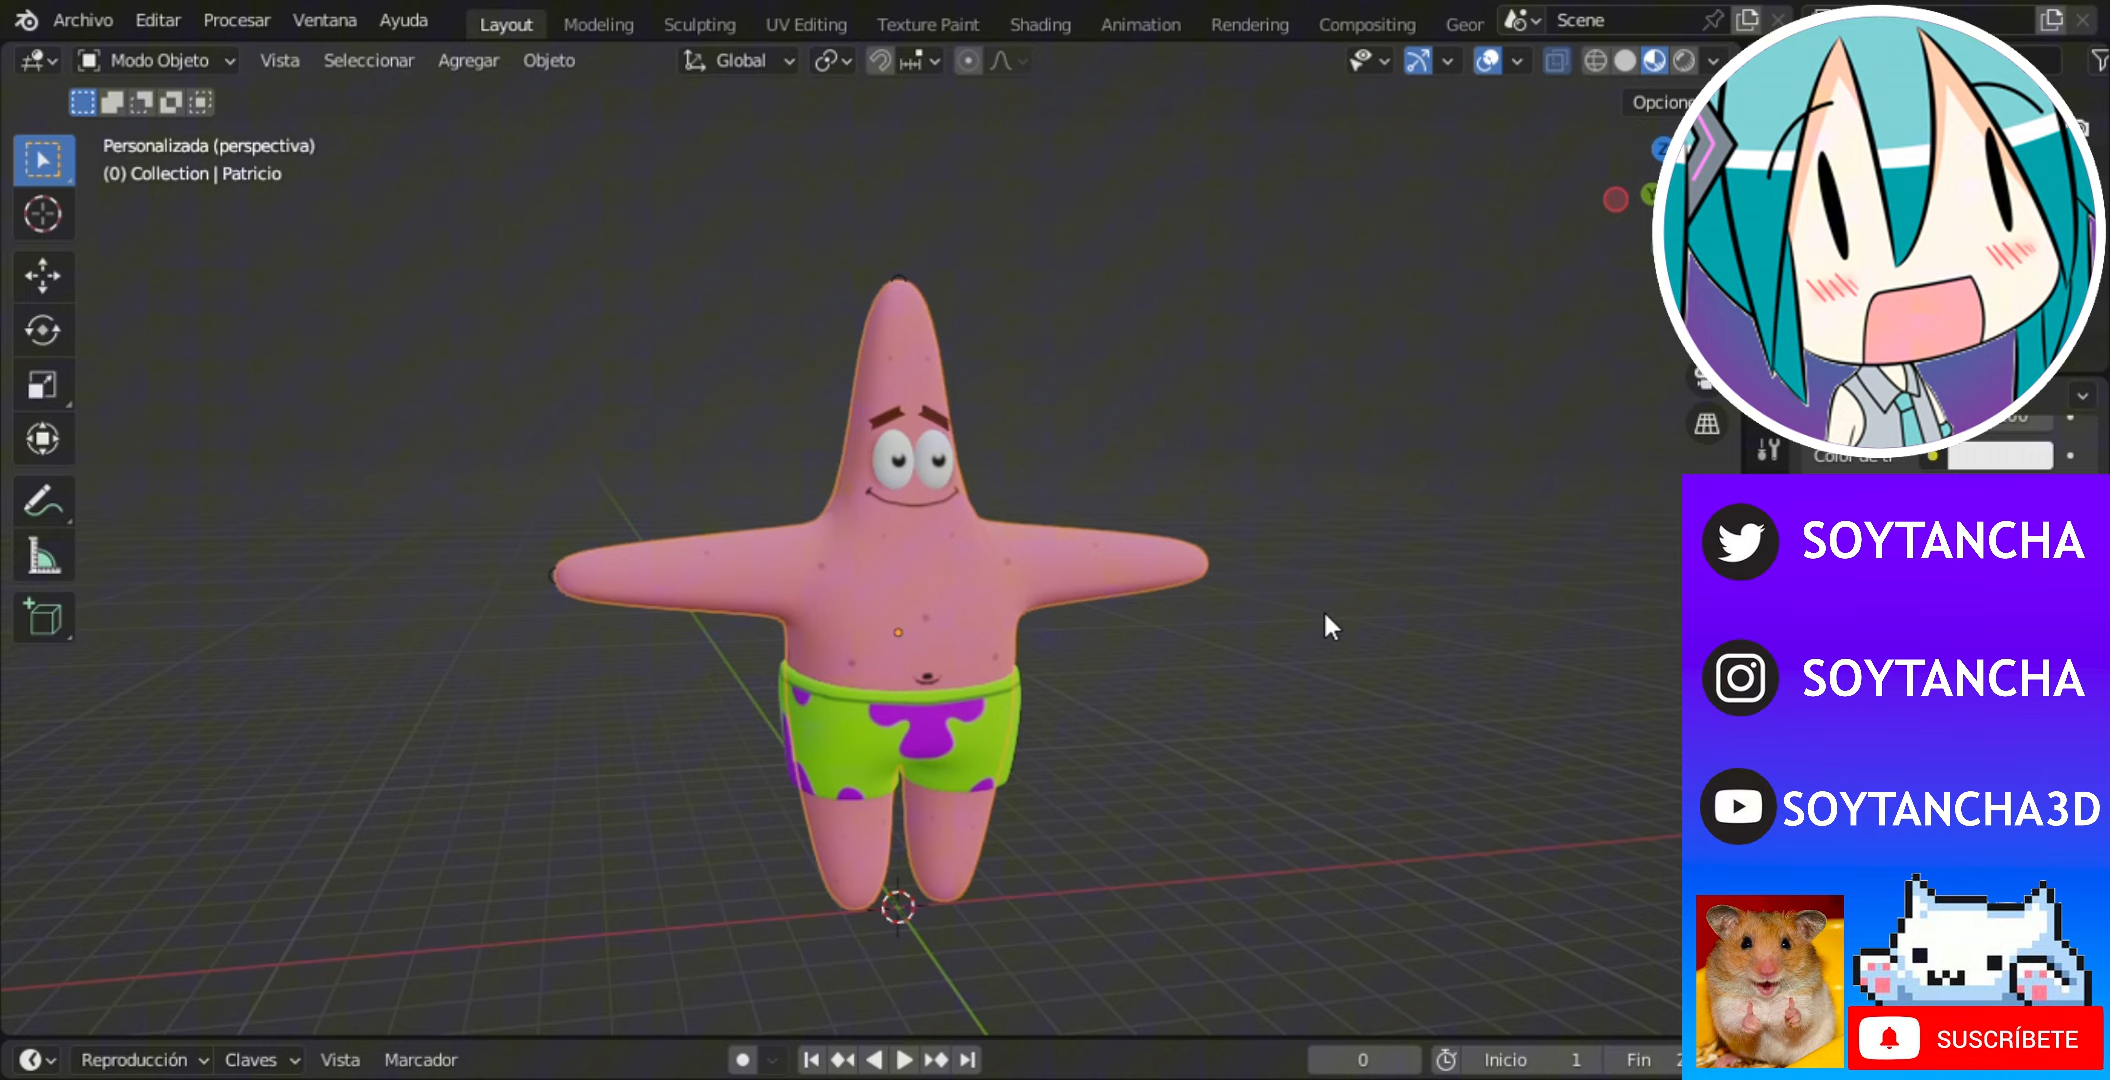 Archivo Editar Procesar Ventana Ayuda Layout Modeling Sculpting UV Editing Texture Paint Shading Animation Rendering Compositing Geor Scene
Modo Objeto Vista Seleccionar Agregar Objeto Global
Opcione
Personalizada (perspectiva)
(0) Collection | Patricio
Z
Y
SOYTANCHA
SOYTANCHA
SOYTANCHA3D
SUSCRÍBETE
Reproducción Claves Vista Marcador 0 Inicio 1 Fin